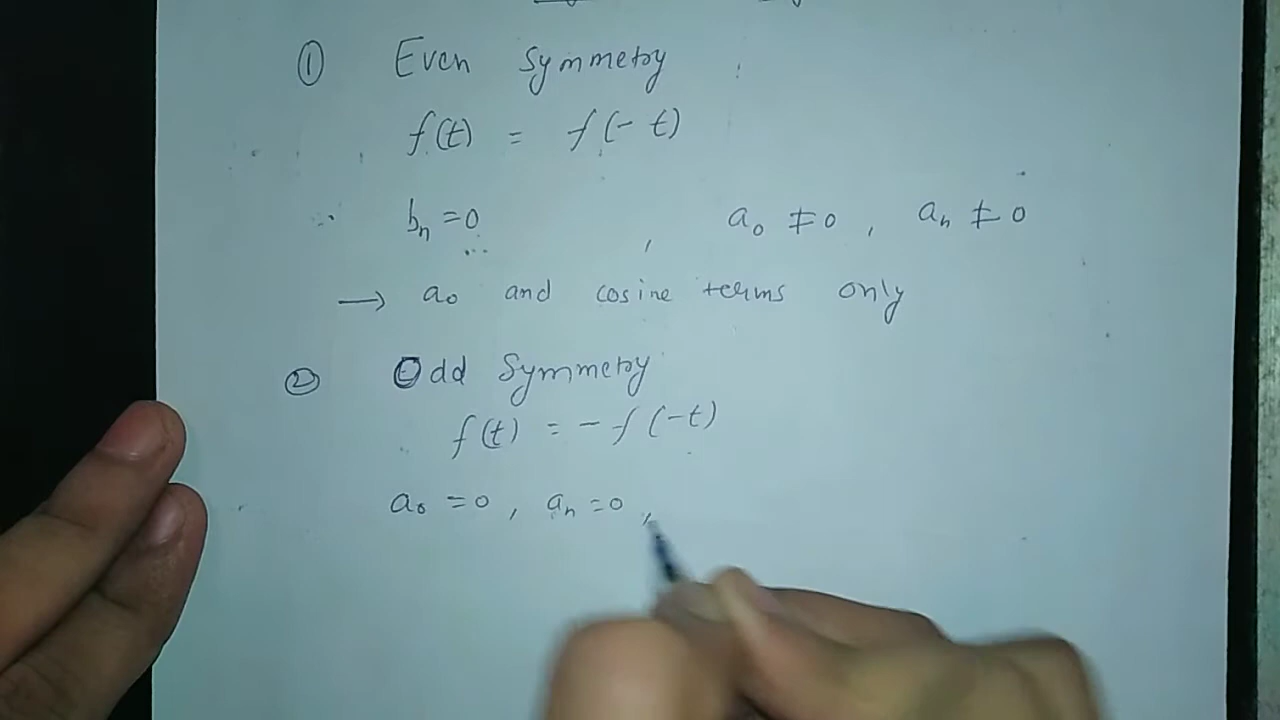 ① Even Symmetry
f(t) = f(-t)
∴ bₙ = 0 , a₀ ≠ 0 , aₙ ≠ 0
→ a₀ and cosine terms only
② Odd Symmetry
f(t) = - f(-t)
a₀ = 0 , aₙ = 0 ,